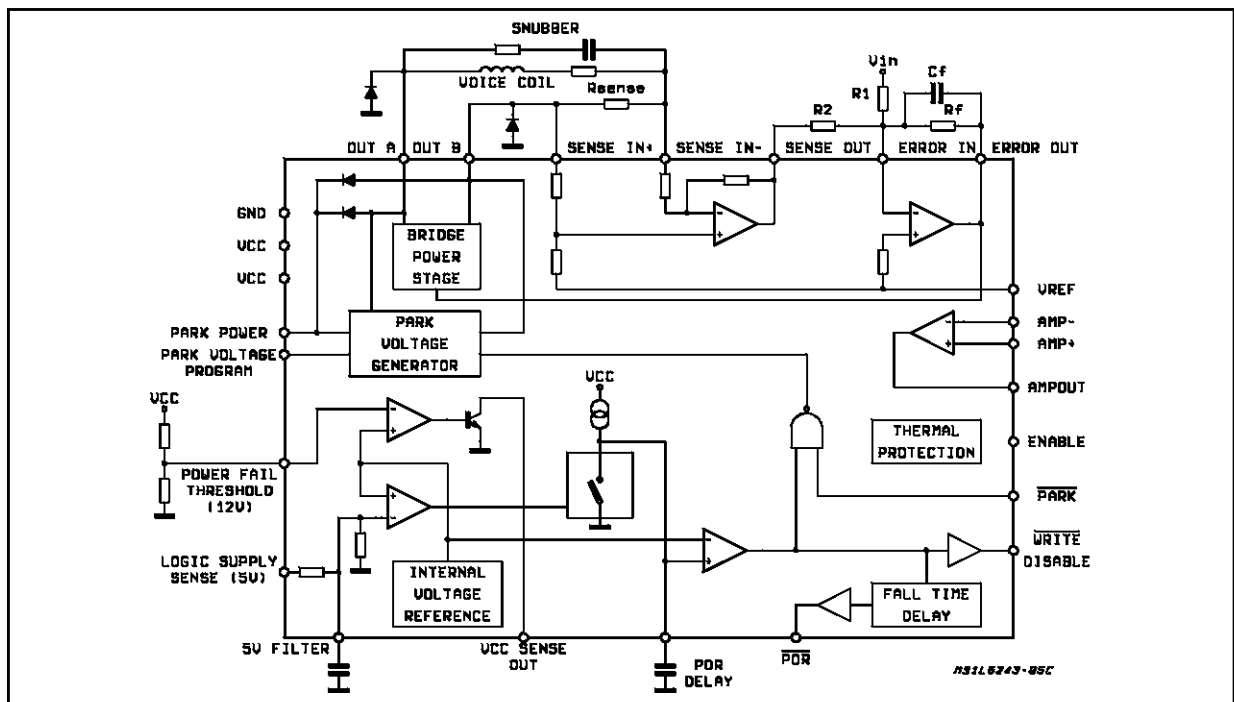 SNUBBER
VOICE COIL
Rsense
Vin
Cf
R1
R2
Rf
OUT A
OUT B
SENSE IN+
SENSE IN-
SENSE OUT
ERROR IN
ERROR OUT
GND
VCC
VCC
BRIDGE
POWER
STAGE
-
+
-
+
VREF
PARK POWER
PARK VOLTAGE
PROGRAM
PARK
VOLTAGE
GENERATOR
-
+
AMP-
AMP+
AMPOUT
VCC
VCC
-
+
THERMAL
PROTECTION
ENABLE
POWER FAIL
THRESHOLD
(12V)
+
-
PARK
LOGIC SUPPLY
SENSE (5V)
INTERNAL
VOLTAGE
REFERENCE
-
+
WRITE
DISABLE
FALL TIME
DELAY
5V FILTER
VCC SENSE
OUT
POR
DELAY
POR
M91L6243-05C